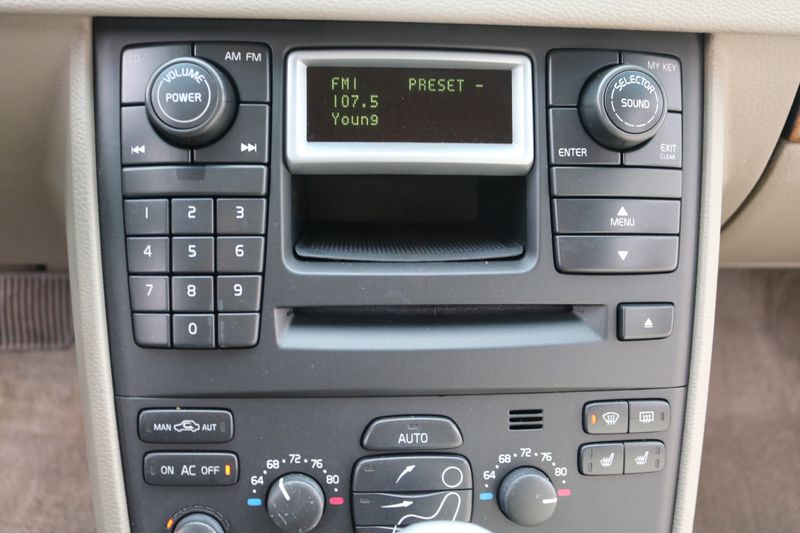 AM FM
VOLUME
POWER
FM1 PRESET -
107.5
Young
MY KEY
SELECTOR
SOUND
ENTER
EXIT
CLEAR
1 2 3
4 5 6
7 8 9
0
MENU
MAN AUT
ON AC OFF
AUTO
64 68 72 76 80
64 68 72 76 80